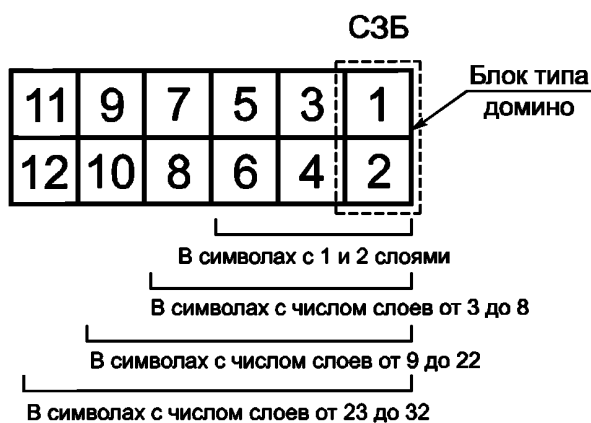 СЗБ
Блок типа
домино
11 9 7 5 3 1
12 10 8 6 4 2
В символах с 1 и 2 слоями
В символах с числом слоев от 3 до 8
В символах с числом слоев от 9 до 22
В символах с числом слоев от 23 до 32